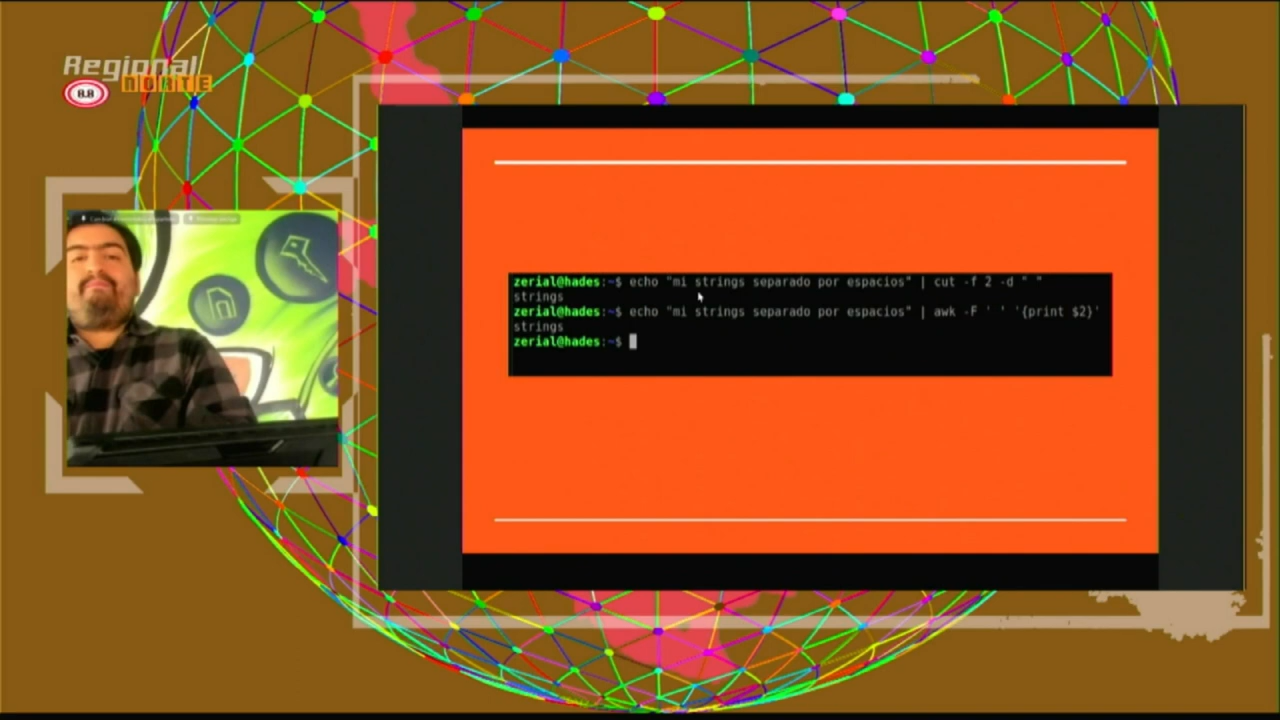 Regional
NORTE
8.8
zerial@hades:~$ echo "mi strings separado por espacios" | cut -f 2 -d " "
strings
zerial@hades:~$ echo "mi strings separado por espacios" | awk -F ' ' '{print $2}'
strings
zerial@hades:~$